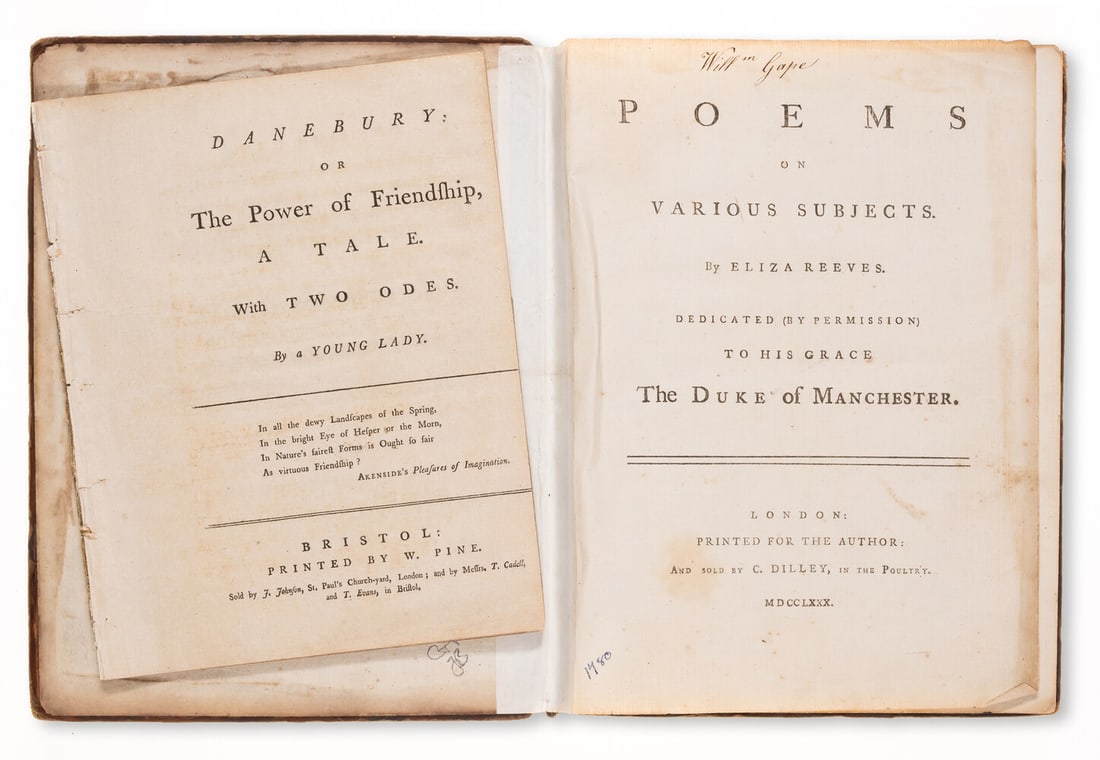 DANEBURY:
OR
The Power of Friendſhip,
A TALE.
With TWO ODES.
By a YOUNG LADY.
In all the dewy Landſcapes of the Spring,
In the bright Eye of Heſper or the Morn,
In Nature's faireſt Forms is Ought ſo fair
As virtuous Friendſhip?
AKENSIDE'S Pleaſures of Imagination.
BRISTOL:
PRINTED BY W. PINE.
Sold by J. Johnſon, St. Paul's Church-yard, London; and by Meſſrs. T. Cadell,
and T. Evans, in Briſtol.
Willm Gape
POEMS
ON
VARIOUS SUBJECTS.
By ELIZA REEVES.
DEDICATED (BY PERMISSION)
TO HIS GRACE
The DUKE of MANCHESTER.
LONDON:
PRINTED FOR THE AUTHOR:
AND SOLD BY C. DILLEY, IN THE POULTRY.
MDCCLXXX.
1780